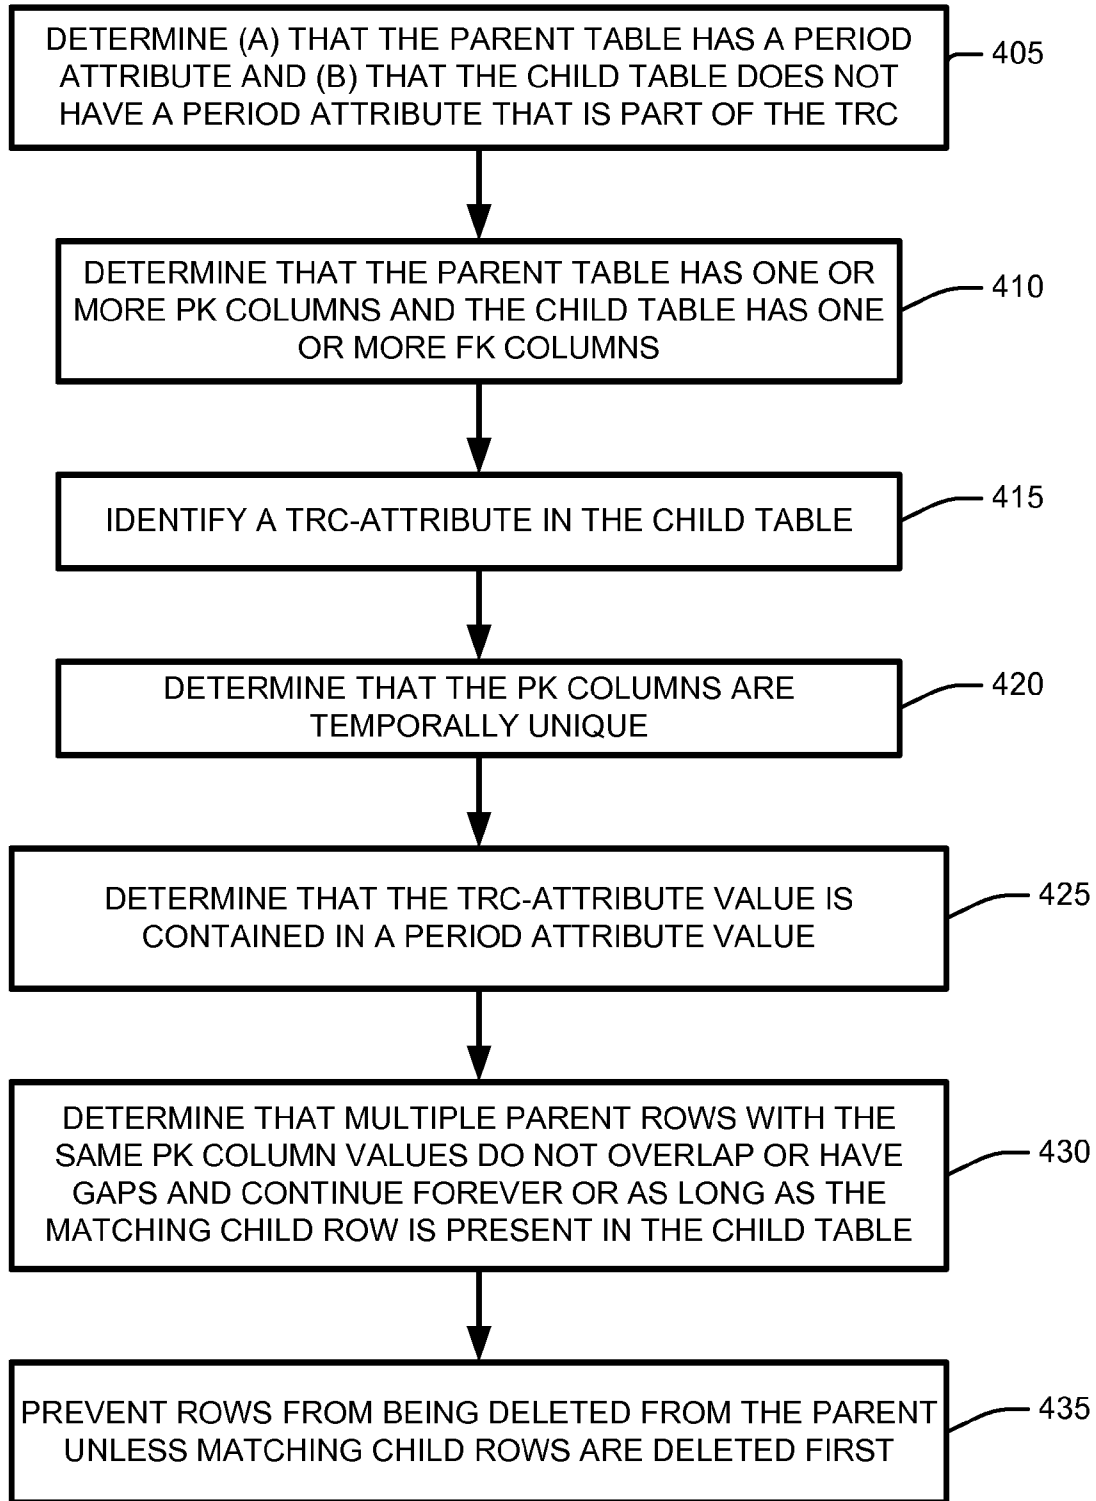 DETERMINE (A) THAT THE PARENT TABLE HAS A PERIOD
ATTRIBUTE AND (B) THAT THE CHILD TABLE DOES NOT
HAVE A PERIOD ATTRIBUTE THAT IS PART OF THE TRC
405
DETERMINE THAT THE PARENT TABLE HAS ONE OR
MORE PK COLUMNS AND THE CHILD TABLE HAS ONE
OR MORE FK COLUMNS
410
IDENTIFY A TRC-ATTRIBUTE IN THE CHILD TABLE
415
DETERMINE THAT THE PK COLUMNS ARE
TEMPORALLY UNIQUE
420
DETERMINE THAT THE TRC-ATTRIBUTE VALUE IS
CONTAINED IN A PERIOD ATTRIBUTE VALUE
425
DETERMINE THAT MULTIPLE PARENT ROWS WITH THE
SAME PK COLUMN VALUES DO NOT OVERLAP OR HAVE
GAPS AND CONTINUE FOREVER OR AS LONG AS THE
MATCHING CHILD ROW IS PRESENT IN THE CHILD TABLE
430
PREVENT ROWS FROM BEING DELETED FROM THE PARENT
UNLESS MATCHING CHILD ROWS ARE DELETED FIRST
435